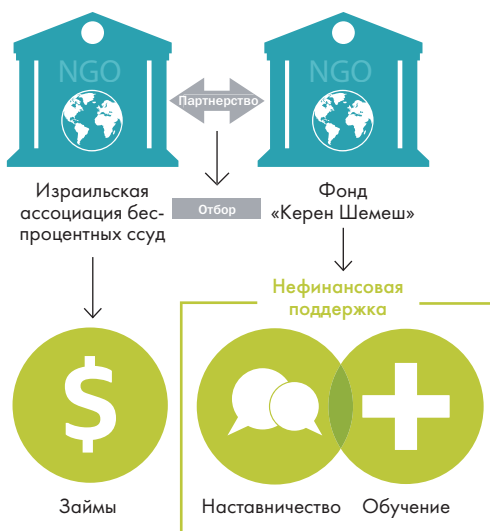 NGO
NGO
Партнерство
Израильская
ассоциация бес-
процентных ссуд
Отбор
Фонд
«Керен Шемеш»
Нефинансовая
поддержка
$
Займы
Наставничество
Обучение